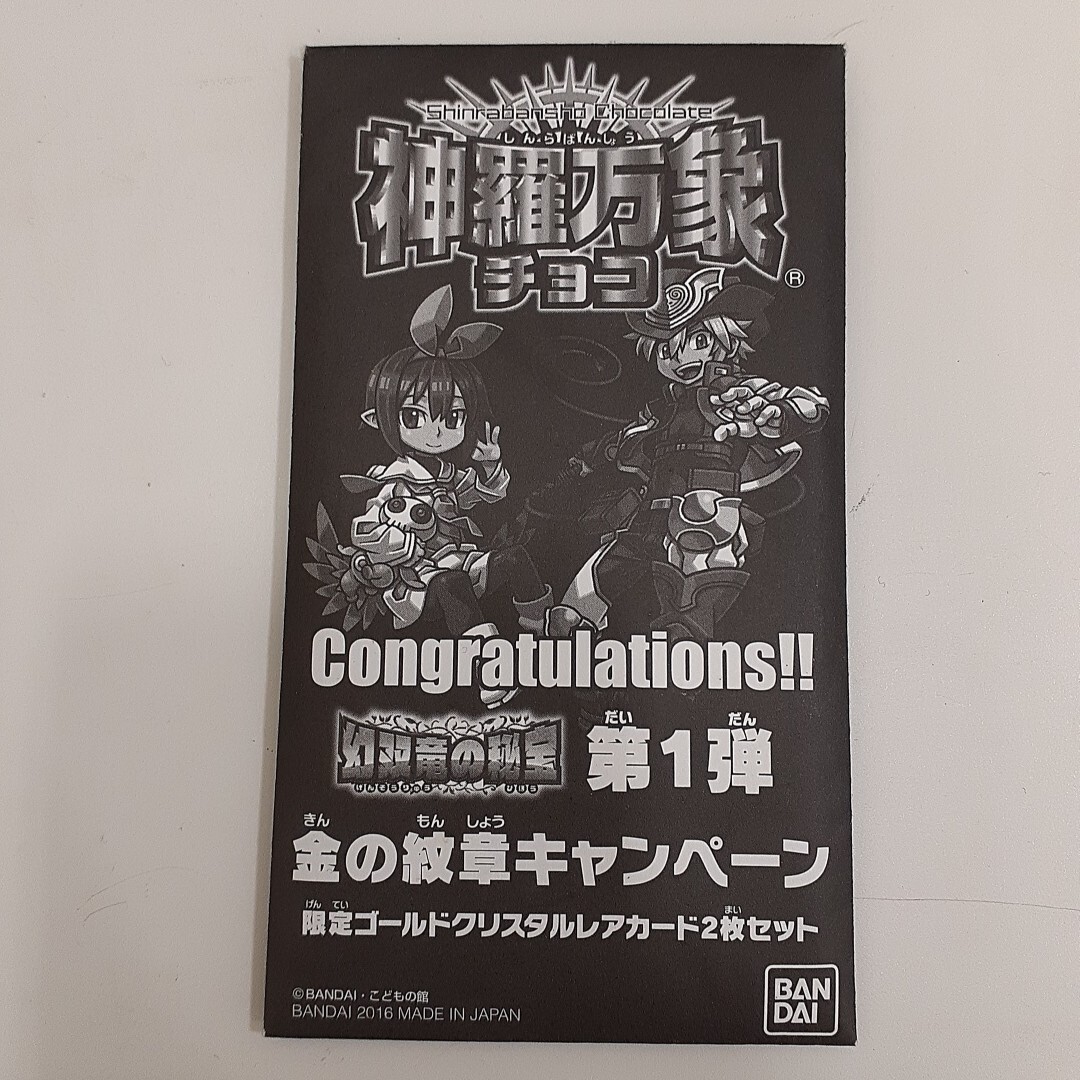 Shinrabansho Chocolate
しんらばんしょう
神羅万象
チョコ
®
Congratulations!!
幻双竜の秘宝
げんそうりゅう ひほう
だい だん
第1弾
きん もん しょう
金の紋章キャンペーン
げん てい まい
限定ゴールドクリスタルレアカード2枚セット
©BANDAI・こどもの館
BANDAI 2016 MADE IN JAPAN
BAN
DAI